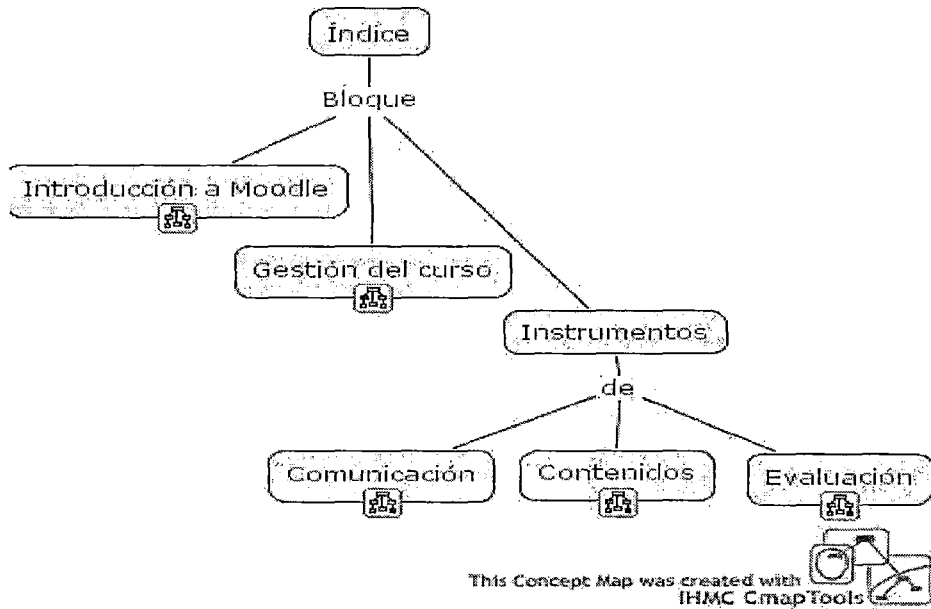 Índice
Bloque
Introducción a Moodle
Gestión del curso
Instrumentos
de
Comunicación
Contenidos
Evaluación
This Concept Map was created with
IHMC CmapTools